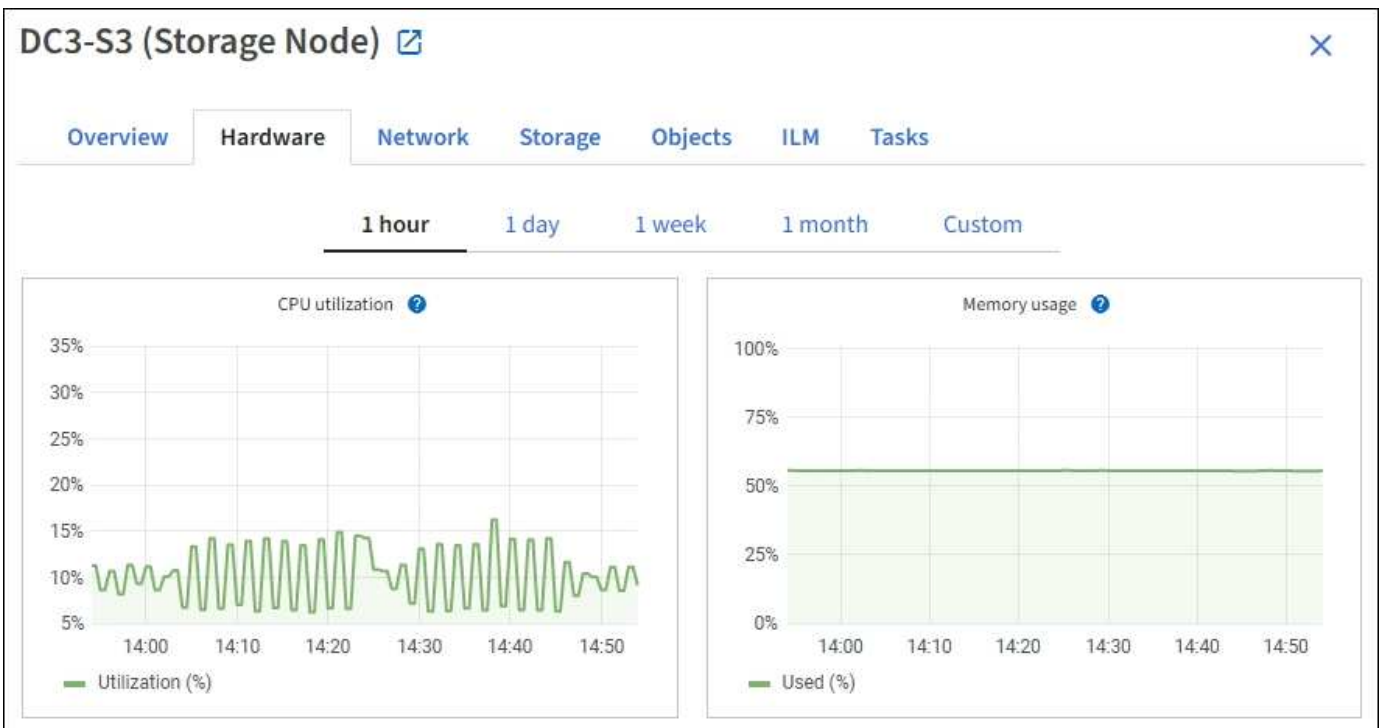 DC3-S3 (Storage Node)
Overview Hardware Network Storage Objects ILM Tasks
1 hour 1 day 1 week 1 month Custom
CPU utilization ?
35%
30%
25%
20%
15%
10%
5%
14:00 14:10 14:20 14:30 14:40 14:50
Utilization (%)
Memory usage ?
100%
75%
50%
25%
0%
14:00 14:10 14:20 14:30 14:40 14:50
Used (%)